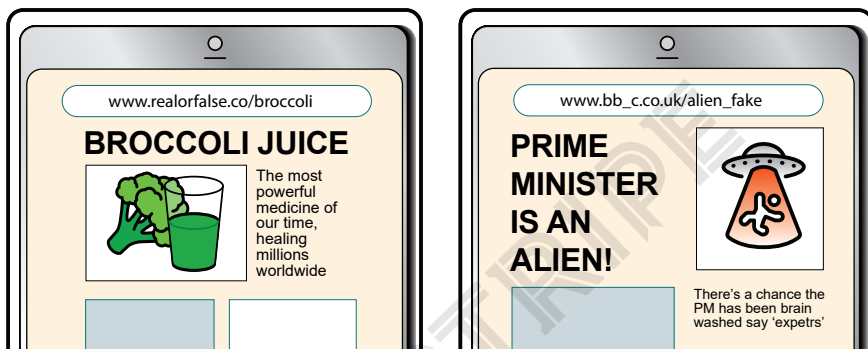 www.realorfalse.co/broccoli
BROCCOLI JUICE
The most
powerful
medicine of
our time,
healing
millions
worldwide
www.bb_c.co.uk/alien_fake
PRIME
MINISTER
IS AN
ALIEN!
There's a chance the
PM has been brain
washed say 'expetrs'